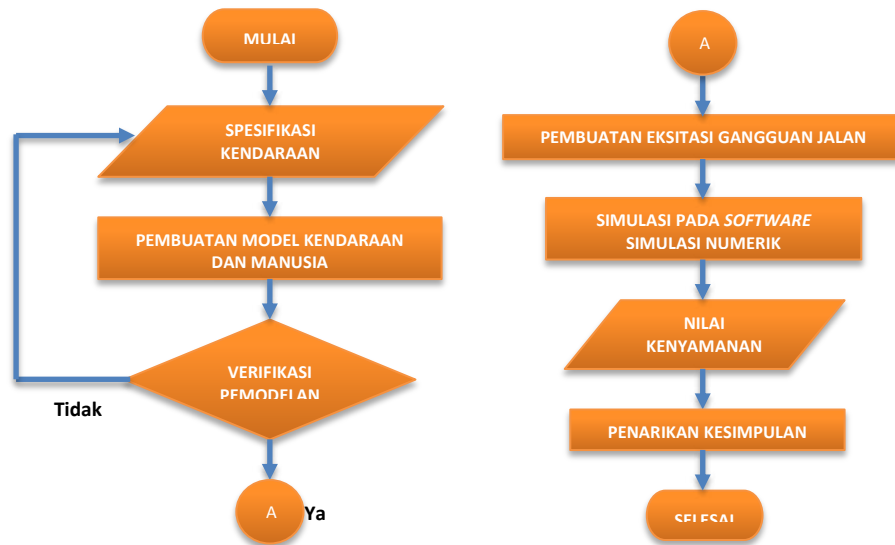 MULAI
SPESIFIKASI
KENDARAAN
PEMBUATAN MODEL KENDARAAN
DAN MANUSIA
VERIFIKASI
PEMODELAN
Tidak
A
Ya
A
PEMBUATAN EKSITASI GANGGUAN JALAN
SIMULASI PADA SOFTWARE
SIMULASI NUMERIK
NILAI
KENYAMANAN
PENARIKAN KESIMPULAN
SELESAI